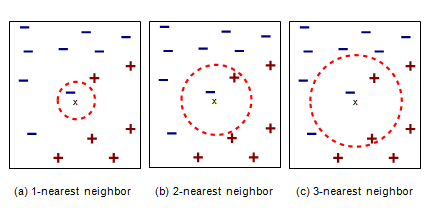 x x x
(a) 1-nearest neighbor (b) 2-nearest neighbor (c) 3-nearest neighbor